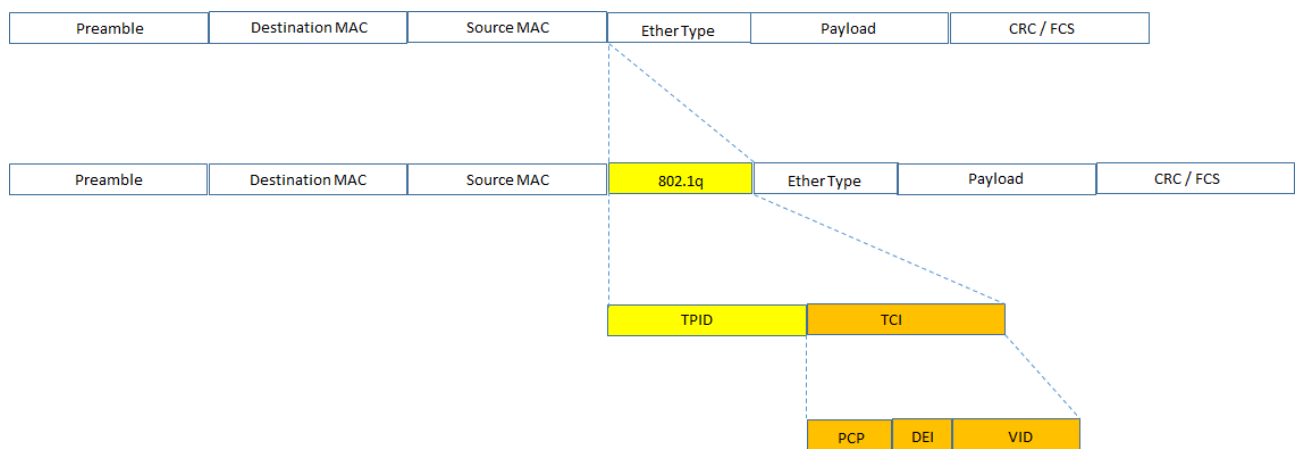 Preamble Destination MAC Source MAC Ether Type Payload CRC / FCS
Preamble Destination MAC Source MAC 802.1q Ether Type Payload CRC / FCS
TPID TCI
PCP DEI VID